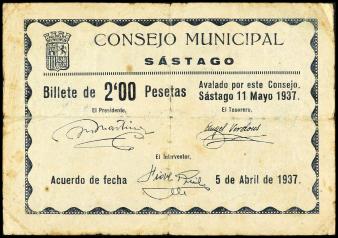 CONSEJO MUNICIPAL
SÁSTAGO
Billete de 2'00 Pesetas
Avalado por este Consejo.
Sástago 11 Mayo 1937.
El Presidente,
El Tesorero,
El Interventor,
Acuerdo de fecha
5 de Abril de 1937.